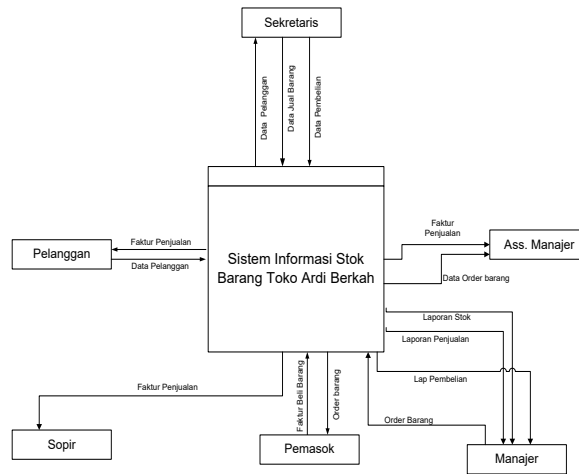 Sekretaris
Data Pelanggan
Data Jual Barang
Data Pembelian
Faktur Penjualan
Pelanggan
Data Pelanggan
Sistem Informasi Stok
Barang Toko Ardi Berkah
Faktur
Penjualan
Ass. Manajer
Data Order barang
Laporan Stok
Laporan Penjualan
Faktur Penjualan
Faktur Beli Barang
Order barang
Lap Pembelian
Order Barang
Sopir
Pemasok
Manajer